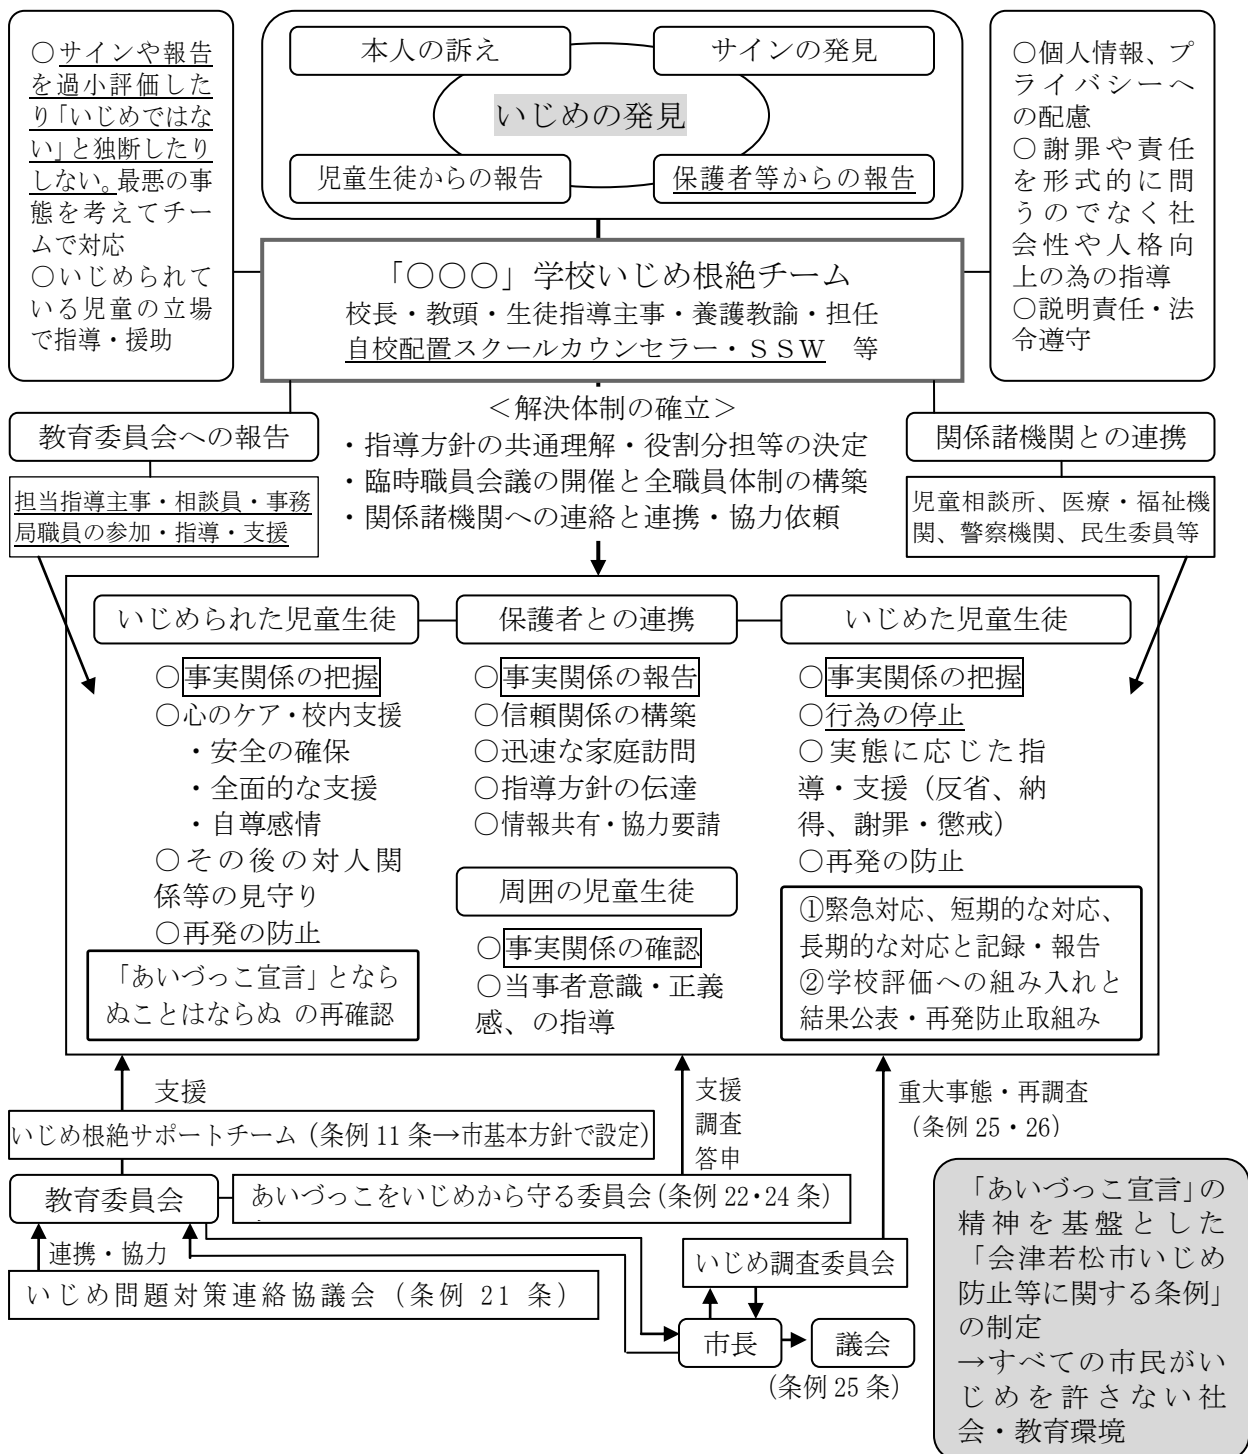 ○サインや報告
を過小評価した
り「いじめではな
い」と独断したり
しない。最悪の事
態を考えてチー
ムで対応
○いじめられて
いる児童の立場
で指導・援助
本人の訴え
サインの発見
いじめの発見
児童生徒からの報告
保護者等からの報告
○個人情報、プ
ライバシーへ
の配慮
○謝罪や責任
を形式的に問
うのでなく社
会性や人格向
上の為の指導
○説明責任・法
令遵守
「○○○」学校いじめ根絶チーム
校長・教頭・生徒指導主事・養護教諭・担任
自校配置スクールカウンセラー・ＳＳＷ　等
教育委員会への報告
担当指導主事・相談員・事務
局職員の参加・指導・支援
＜解決体制の確立＞
・指導方針の共通理解・役割分担等の決定
・臨時職員会議の開催と全職員体制の構築
・関係諸機関への連絡と連携・協力依頼
関係諸機関との連携
児童相談所、医療・福祉機
関、警察機関、民生委員等
いじめられた児童生徒
○事実関係の把握
○心のケア・校内支援
・安全の確保
・全面的な支援
・自尊感情
○その後の対人関
係等の見守り
○再発の防止
「あいづっこ宣言」となら
ぬことはならぬ の再確認
保護者との連携
○事実関係の報告
○信頼関係の構築
○迅速な家庭訪問
○指導方針の伝達
○情報共有・協力要請
周囲の児童生徒
○事実関係の確認
○当事者意識・正義
感、の指導
いじめた児童生徒
○事実関係の把握
○行為の停止
○実態に応じた指
導・支援（反省、納
得、謝罪・懲戒）
○再発の防止
①緊急対応、短期的な対応、
長期的な対応と記録・報告
②学校評価への組み入れと
結果公表・再発防止取組み
支援
支援
調査
答申
重大事態・再調査
（条例 25・26）
いじめ根絶サポートチーム（条例 11 条→市基本方針で設定）
教育委員会
あいづっこをいじめから守る委員会（条例 22・24 条）
連携・協力
いじめ問題対策連絡協議会（条例 21 条）
いじめ調査委員会
市長
議会
（条例 25 条）
「あいづっこ宣言」の
精神を基盤とした
「会津若松市いじめ
防止等に関する条例」
の制定
→すべての市民がい
じめを許さない社
会・教育環境